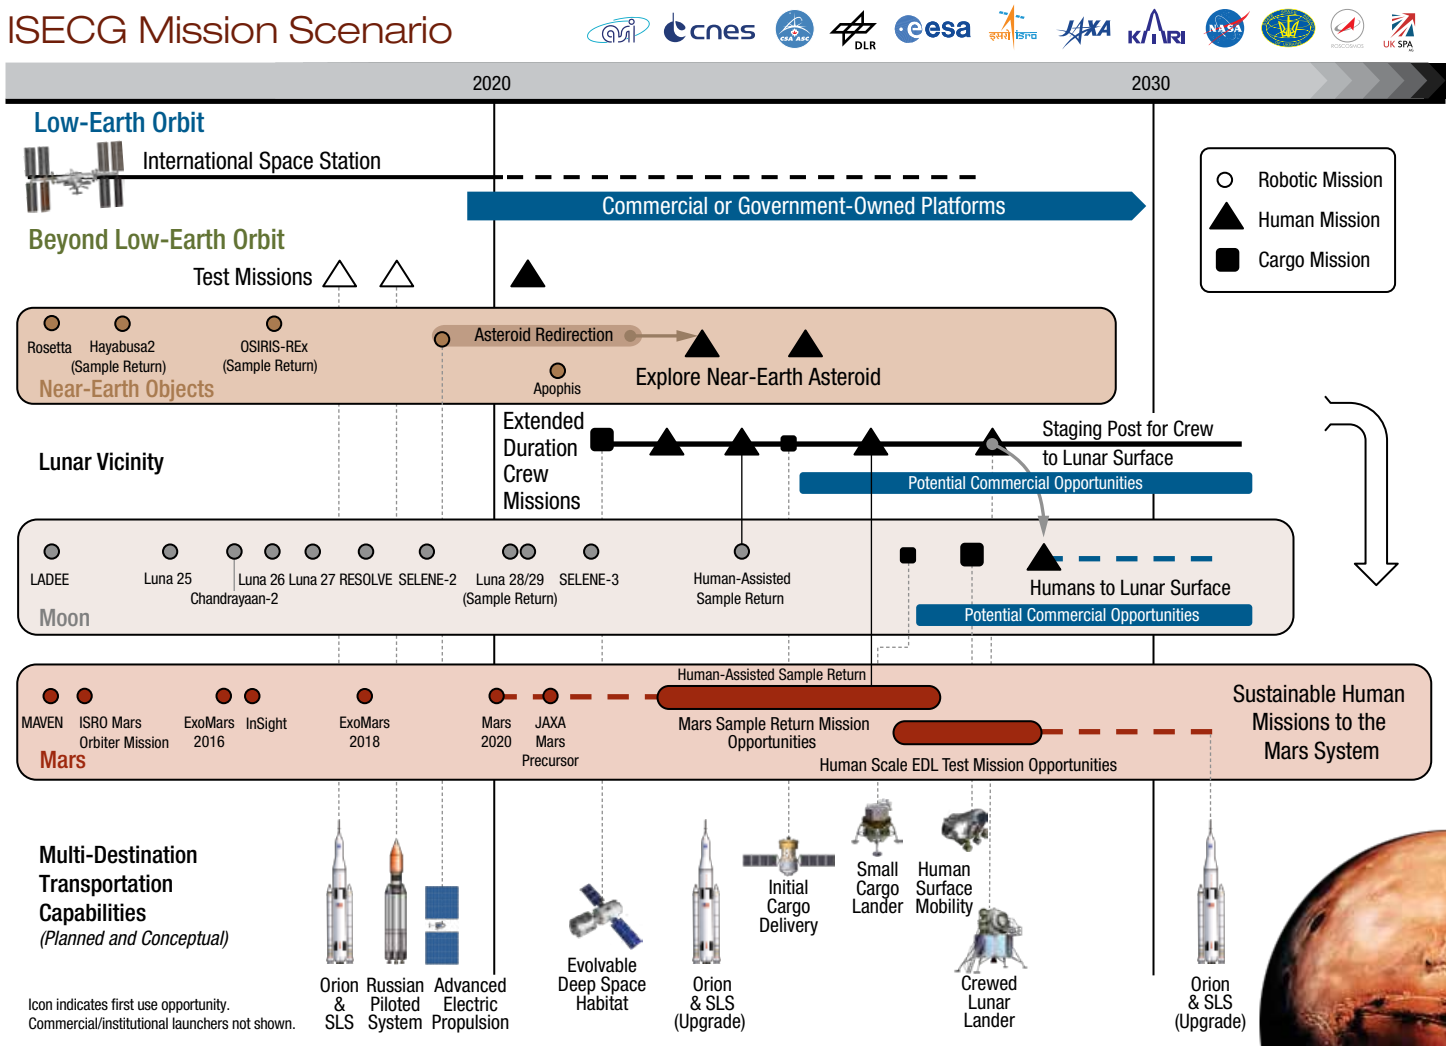 ISECG Mission Scenario
asi
cnes
CSA ASC
DLR
esa
इसरो isro
JAXA
KARI
NASA
ROSCOSMOS
UK SPA
2020
2030
Low-Earth Orbit
International Space Station
Commercial or Government-Owned Platforms
Robotic Mission
Human Mission
Cargo Mission
Beyond Low-Earth Orbit
Test Missions
Rosetta
Hayabusa2
(Sample Return)
OSIRIS-REx
(Sample Return)
Asteroid Redirection
Apophis
Explore Near-Earth Asteroid
Near-Earth Objects
Lunar Vicinity
Extended
Duration
Crew
Missions
Staging Post for Crew
to Lunar Surface
Potential Commercial Opportunities
LADEE
Luna 25
Chandrayaan-2
Luna 26
Luna 27
RESOLVE
SELENE-2
Luna 28/29
(Sample Return)
SELENE-3
Human-Assisted
Sample Return
Humans to Lunar Surface
Potential Commercial Opportunities
Moon
MAVEN
ISRO Mars
Orbiter Mission
ExoMars
2016
InSight
ExoMars
2018
Mars
2020
JAXA
Mars
Precursor
Human-Assisted Sample Return
Mars Sample Return Mission
Opportunities
Human Scale EDL Test Mission Opportunities
Sustainable Human
Missions to the
Mars System
Mars
Multi-Destination
Transportation
Capabilities
(Planned and Conceptual)
Orion
&
SLS
Russian
Piloted
System
Advanced
Electric
Propulsion
Evolvable
Deep Space
Habitat
Orion
& SLS
(Upgrade)
Initial
Cargo
Delivery
Small
Cargo
Lander
Human
Surface
Mobility
Crewed
Lunar
Lander
Orion
& SLS
(Upgrade)
Icon indicates first use opportunity.
Commercial/institutional launchers not shown.